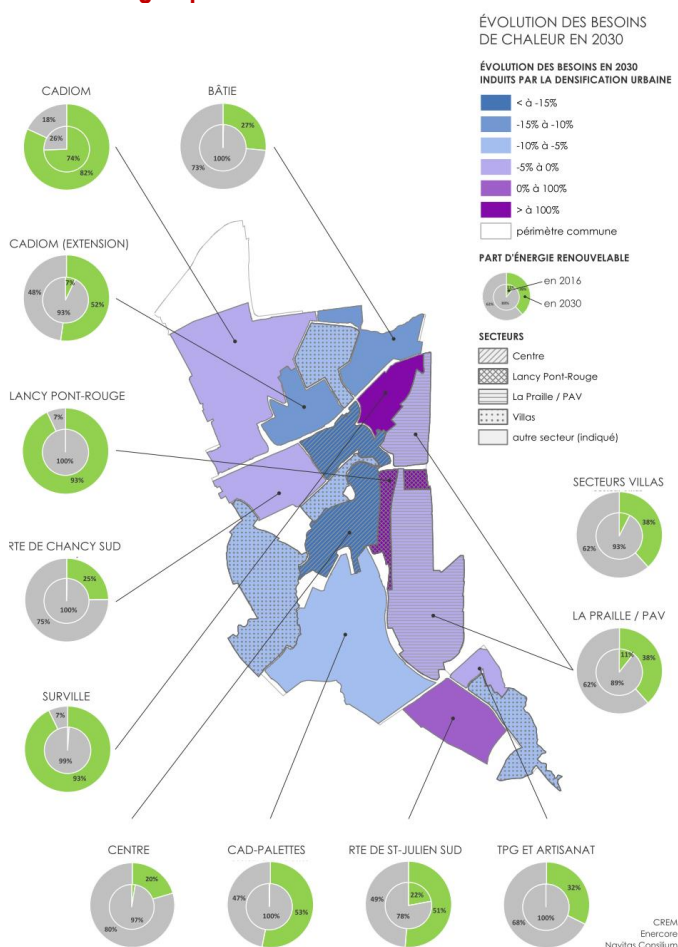 ÉVOLUTION DES BESOINS
DE CHALEUR EN 2030
ÉVOLUTION DES BESOINS EN 2030
INDUITS PAR LA DENSIFICATION URBAINE
< à -15%
-15% à -10%
-10% à -5%
-5% à 0%
0% à 100%
> à 100%
périmètre commune
PART D'ÉNERGIE RENOUVELABLE
en 2016
en 2030
SECTEURS
Centre
Lancy Pont-Rouge
La Praille / PAV
Villas
autre secteur (indiqué)
CADIOM
18%
26%
74%
82%
BÂTIE
27%
100%
73%
CADIOM (EXTENSION)
7%
48%
52%
93%
LANCY PONT-ROUGE
7%
100%
93%
RTE DE CHANCY SUD
25%
100%
75%
SURVILLE
7%
99%
93%
SECTEURS VILLAS
38%
62%
93%
LA PRAILLE / PAV
11%
38%
62%
89%
CENTRE
20%
97%
80%
CAD-PALETTES
47%
100%
53%
RTE DE ST-JULIEN SUD
49%
22%
51%
78%
TPG ET ARTISANAT
32%
100%
68%
CREM
Enercore
Navitas Consilium